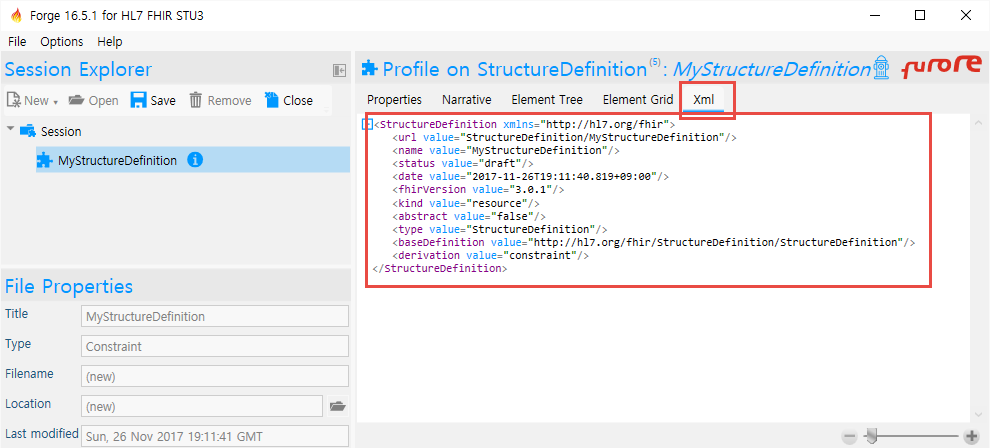 Forge 16.5.1 for HL7 FHIR STU3
File Options Help
Session Explorer
New Open Save Remove Close
Session
MyStructureDefinition
File Properties
Title MyStructureDefinition
Type Constraint
Filename (new)
Location (new)
Last modified Sun, 26 Nov 2017 19:11:41 GMT
Profile on StructureDefinition (5) : MyStructureDefinition
furore
Properties Narrative Element Tree Element Grid Xml
<StructureDefinition xmlns="http://hl7.org/fhir">
<url value="StructureDefinition/MyStructureDefinition"/>
<name value="MyStructureDefinition"/>
<status value="draft"/>
<date value="2017-11-26T19:11:40.819+09:00"/>
<fhirVersion value="3.0.1"/>
<kind value="resource"/>
<abstract value="false"/>
<type value="StructureDefinition"/>
<baseDefinition value="http://hl7.org/fhir/StructureDefinition/StructureDefinition"/>
<derivation value="constraint"/>
</StructureDefinition>